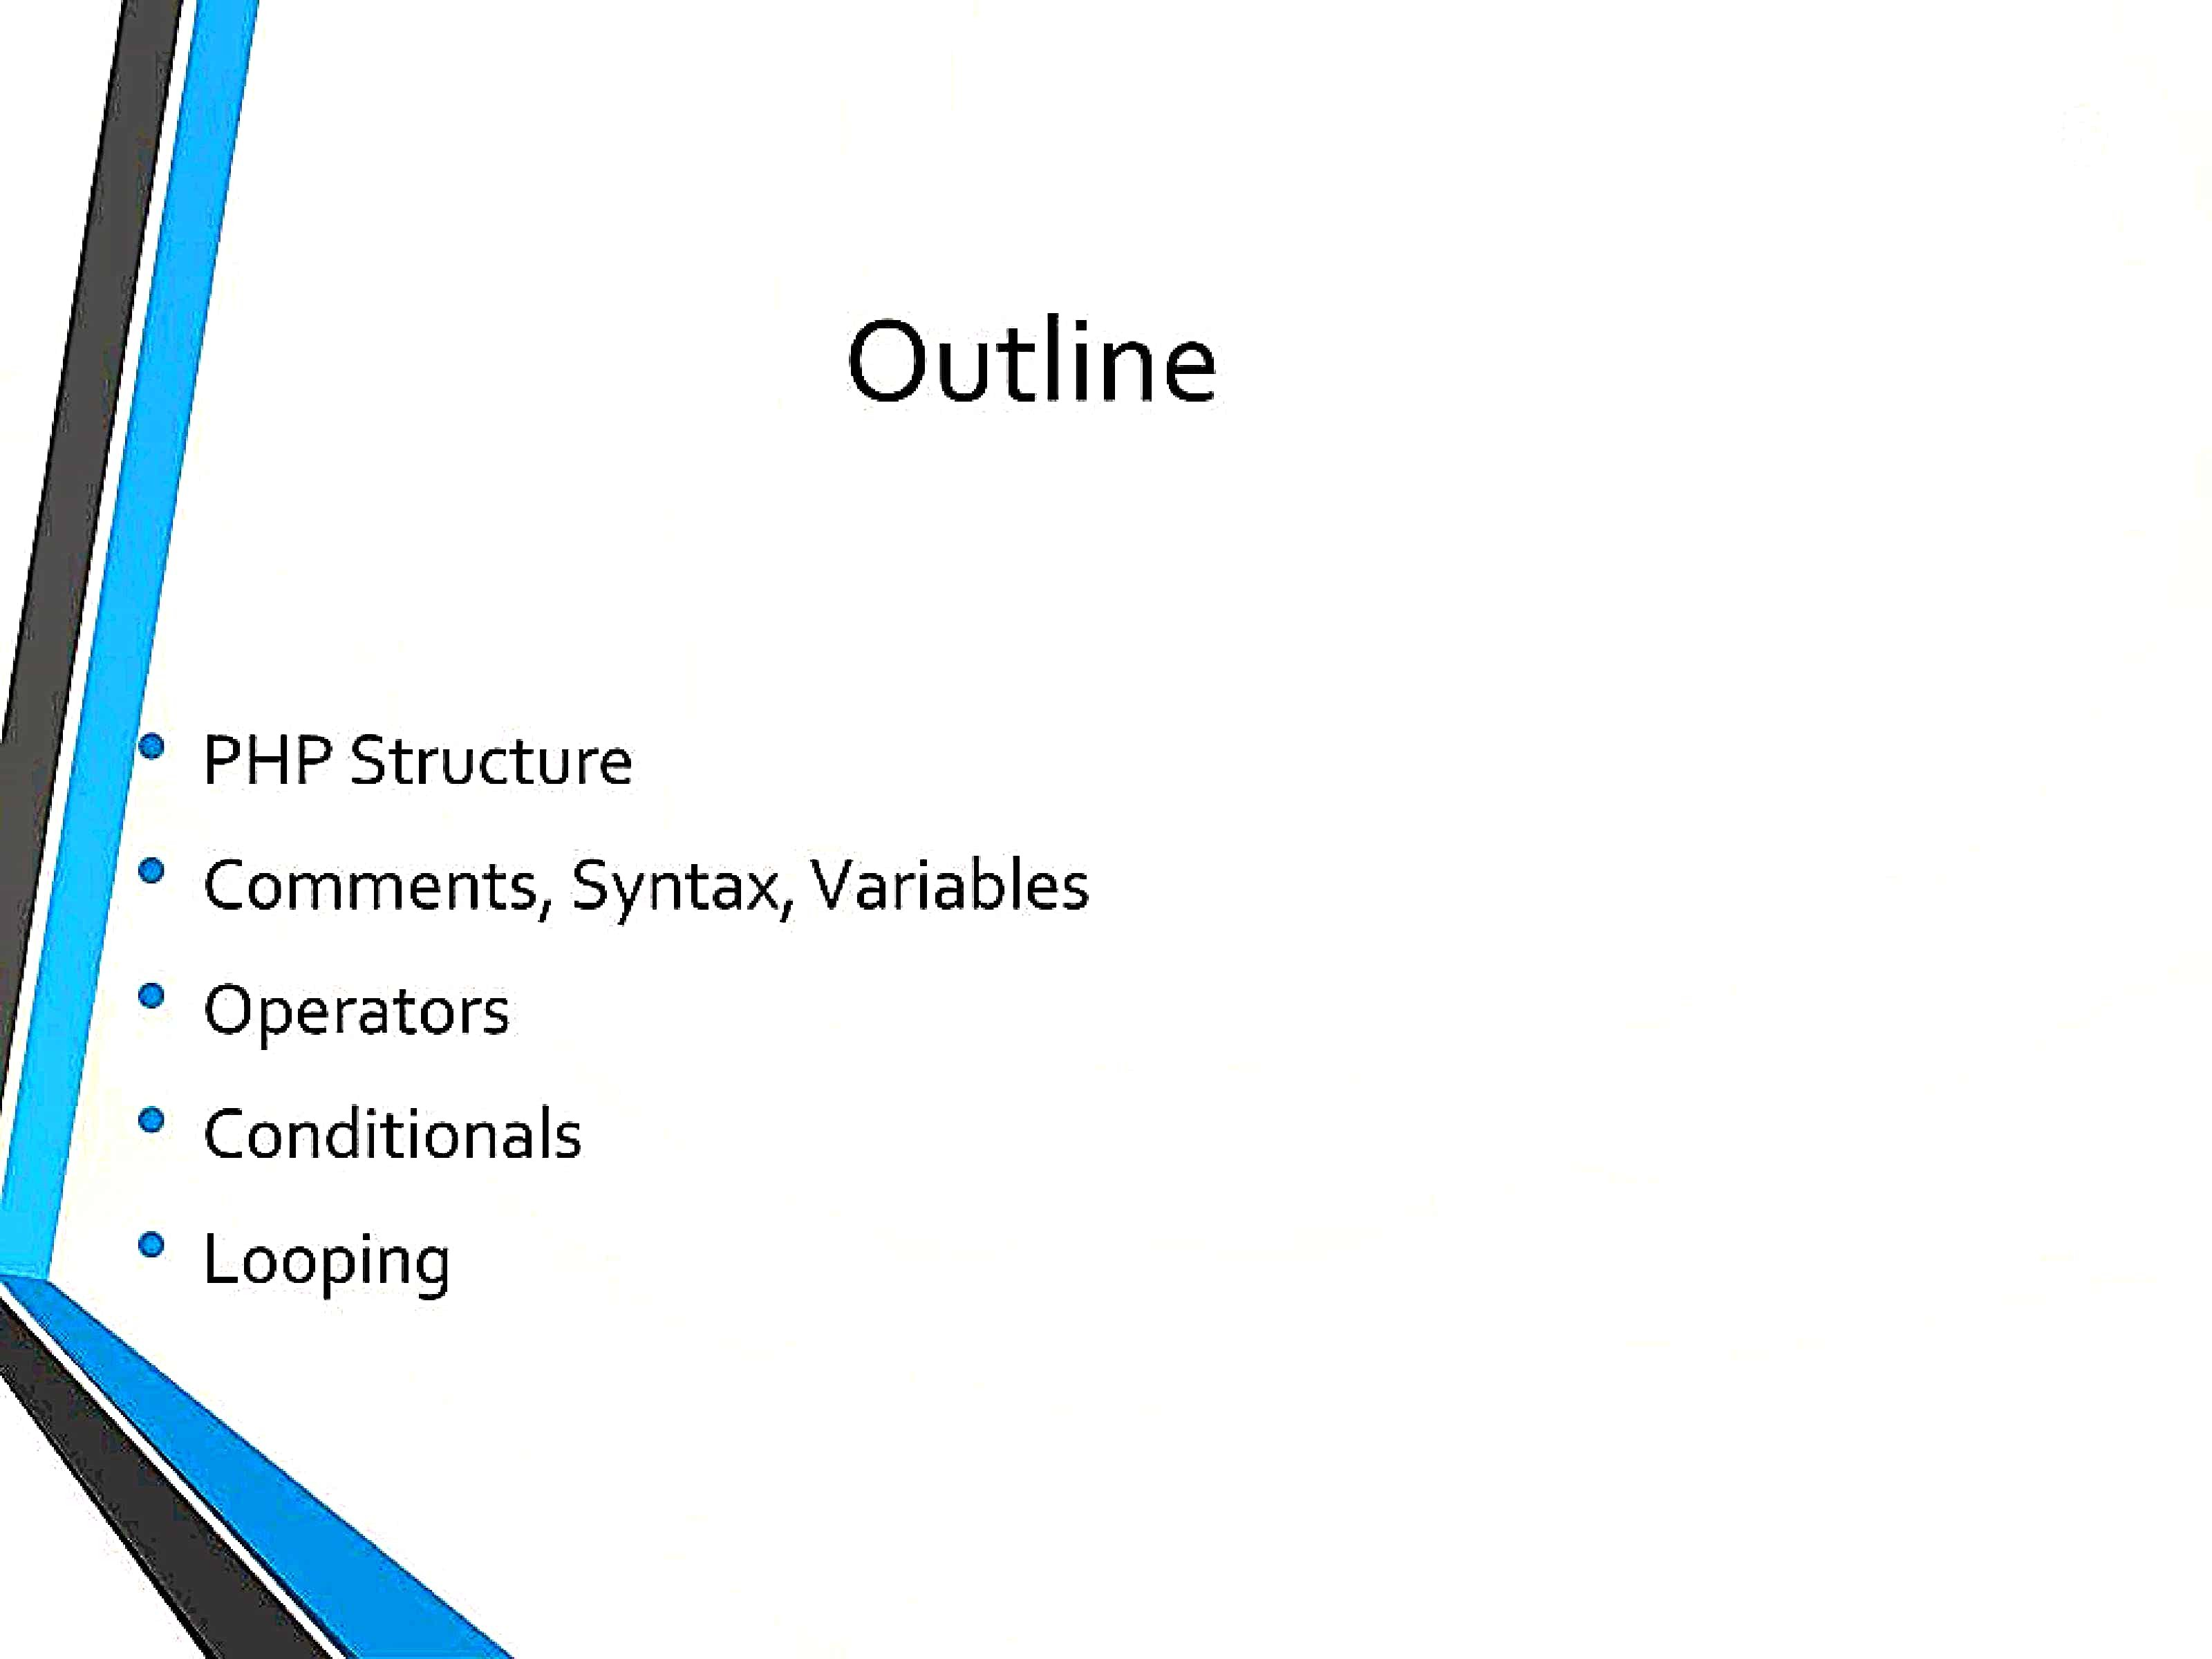 Outline
• PHP Structure
• Comments, Syntax, Variables
• Operators
• Conditionals
• Looping